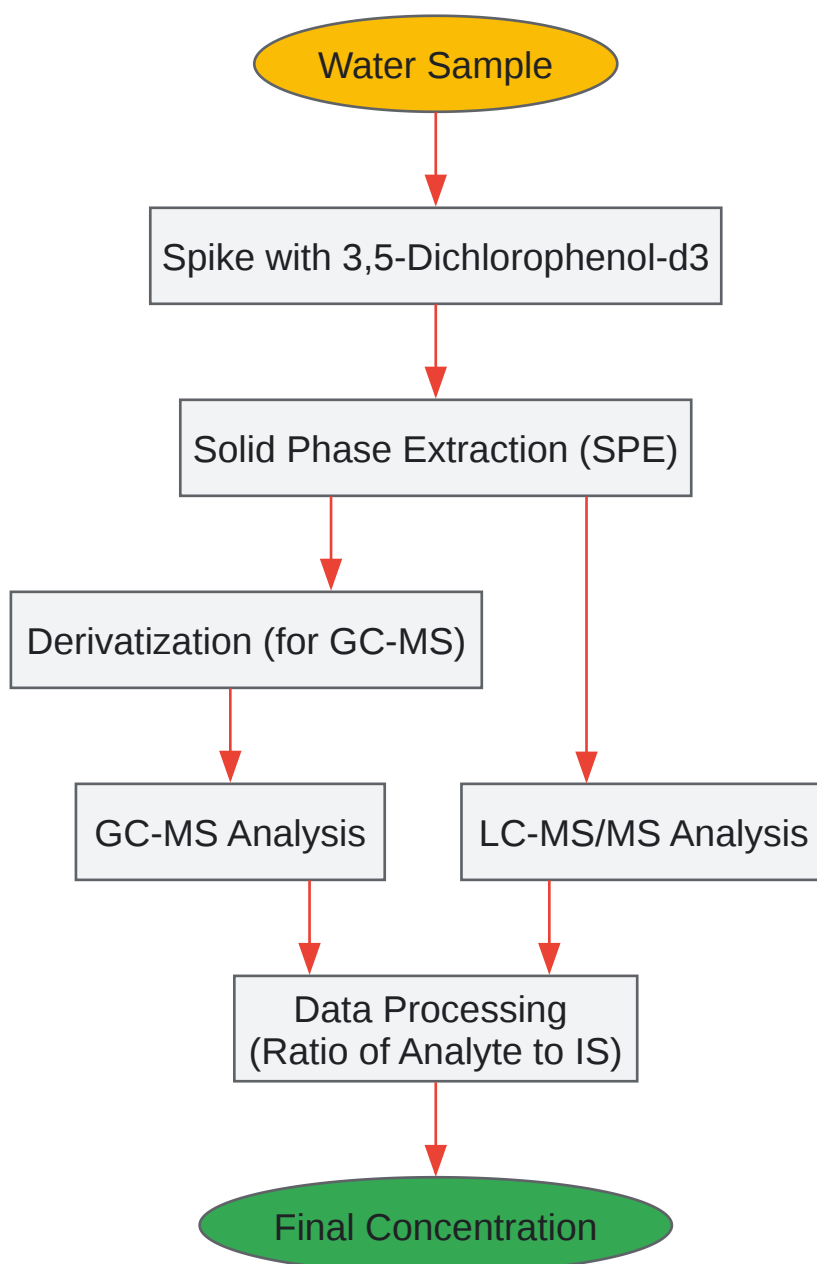 Water Sample
Spike with 3,5-Dichlorophenol-d3
Solid Phase Extraction (SPE)
Derivatization (for GC-MS)
GC-MS Analysis
LC-MS/MS Analysis
Data Processing
(Ratio of Analyte to IS)
Final Concentration